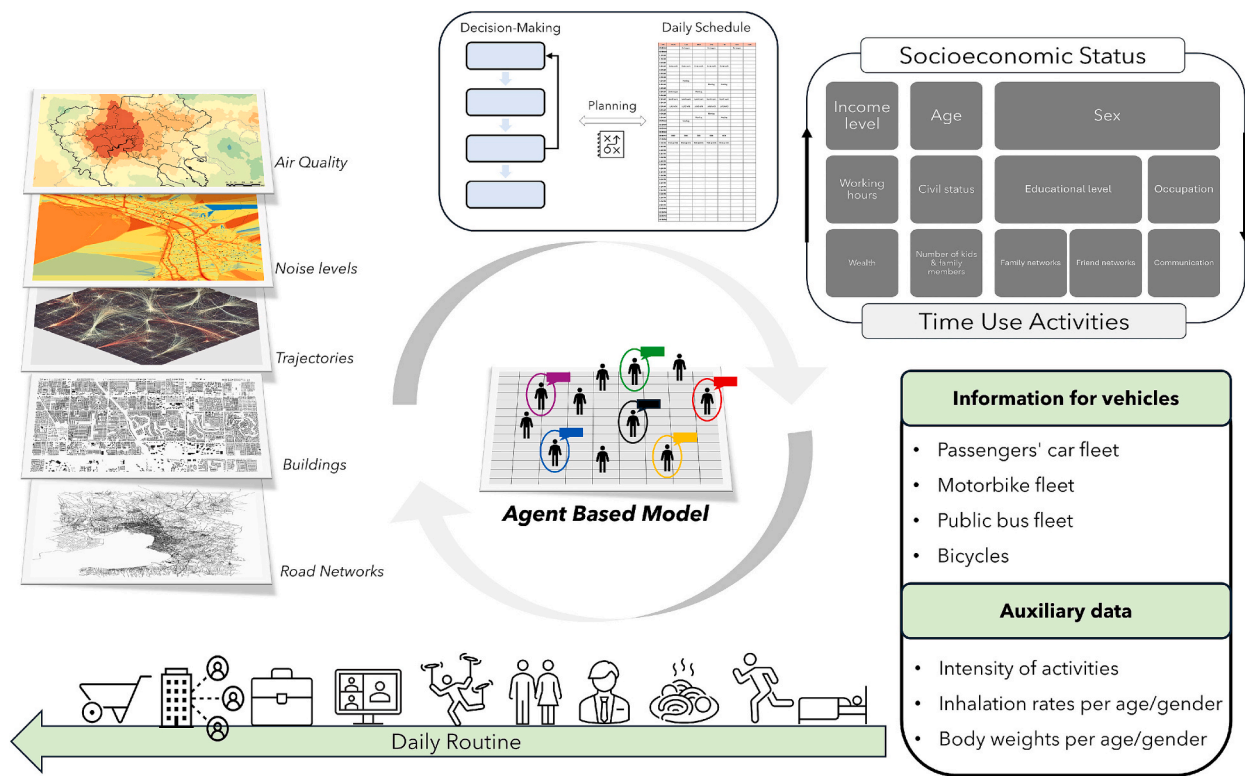 Decision-Making
Daily Schedule
Planning
Air Quality
Noise levels
Trajectories
Buildings
Road Networks
Agent Based Model
Socioeconomic Status
Income
level
Age
Sex
Working
hours
Civil status
Educational level
Occupation
Wealth
Number of kids
& family
members
Family networks
Friend networks
Communication
Time Use Activities
Information for vehicles
• Passengers' car fleet
• Motorbike fleet
• Public bus fleet
• Bicycles
Auxiliary data
• Intensity of activities
• Inhalation rates per age/gender
• Body weights per age/gender
Daily Routine